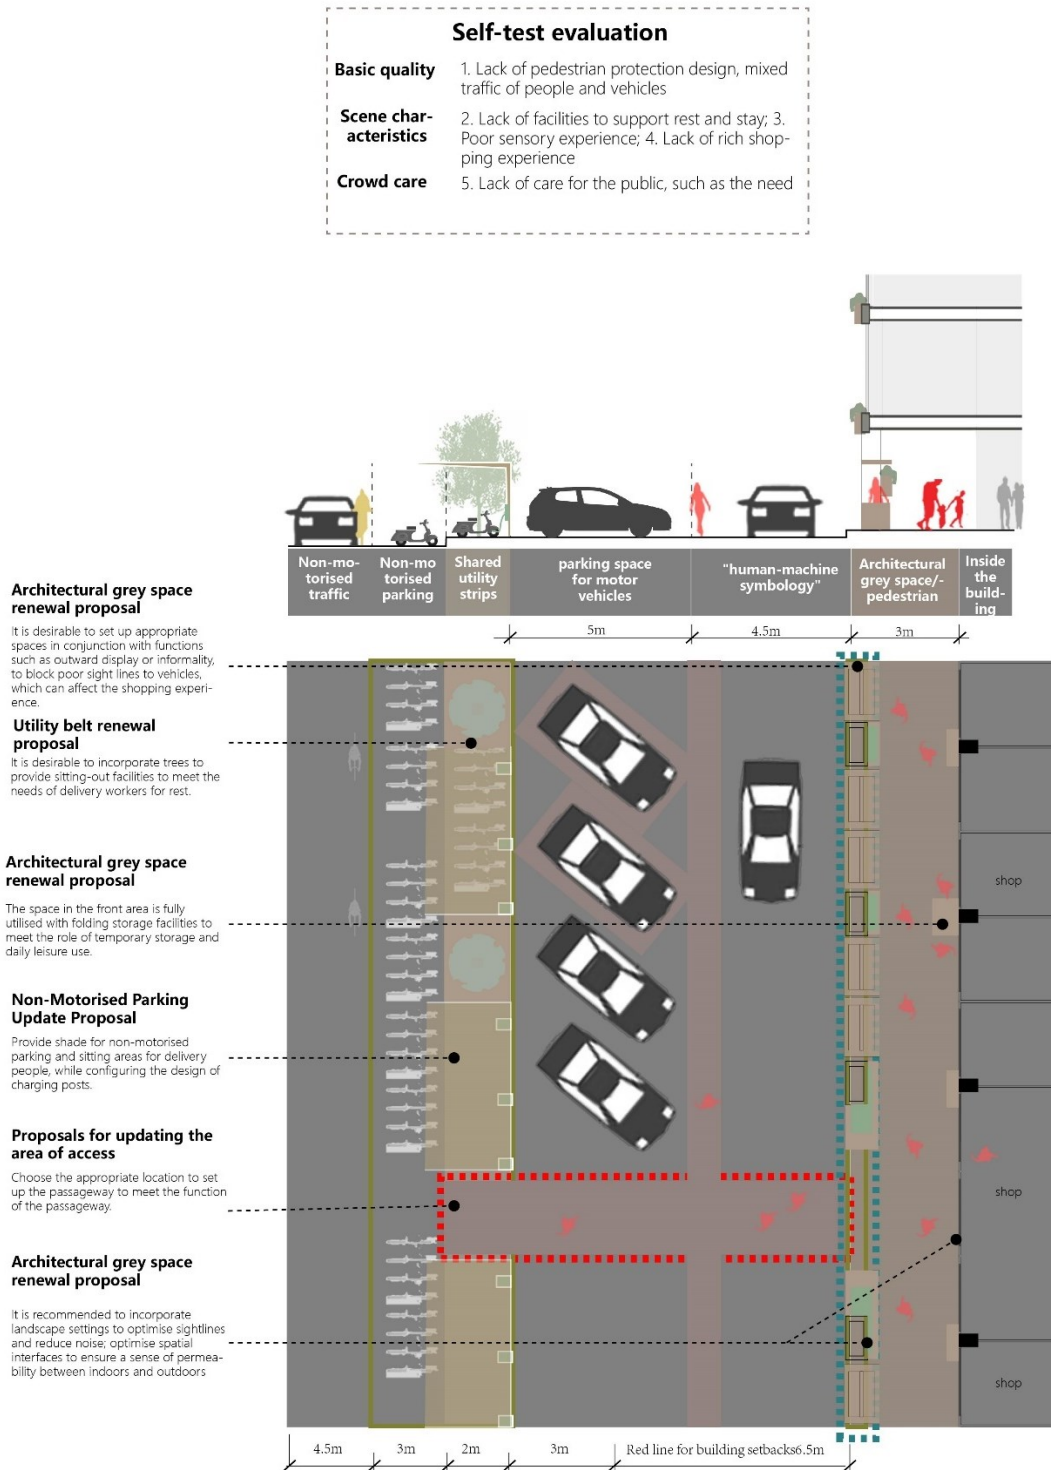 Self-test evaluation
Basic quality
1. Lack of pedestrian protection design, mixed
traffic of people and vehicles
Scene char-
acteristics
2. Lack of facilities to support rest and stay; 3.
Poor sensory experience; 4. Lack of rich shop-
ping experience
Crowd care
5. Lack of care for the public, such as the need
Non-mo-
torised
traffic
Non-mo
torised
parking
Shared
utility
strips
parking space
for motor
vehicles
"human-machine
symbology"
Architectural
grey space/-
pedestrian
Inside
the
build-
ing
5m
4.5m
3m
Architectural grey space
renewal proposal
It is desirable to set up appropriate
spaces in conjunction with functions
such as outward display or informality,
to block poor sight lines to vehicles,
which can affect the shopping experi-
ence.
Utility belt renewal
proposal
It is desirable to incorporate trees to
provide sitting-out facilities to meet the
needs of delivery workers for rest.
Architectural grey space
renewal proposal
The space in the front area is fully
utilised with folding storage facilities to
meet the role of temporary storage and
daily leisure use.
Non-Motorised Parking
Update Proposal
Provide shade for non-motorised
parking and sitting areas for delivery
people, while configuring the design of
charging posts.
Proposals for updating the
area of access
Choose the appropriate location to set
up the passageway to meet the function
of the passageway.
Architectural grey space
renewal proposal
It is recommended to incorporate
landscape settings to optimise sightlines
and reduce noise; optimise spatial
interfaces to ensure a sense of permea-
bility between indoors and outdoors
shop
shop
shop
4.5m
3m
2m
3m
Red line for building setbacks6.5m